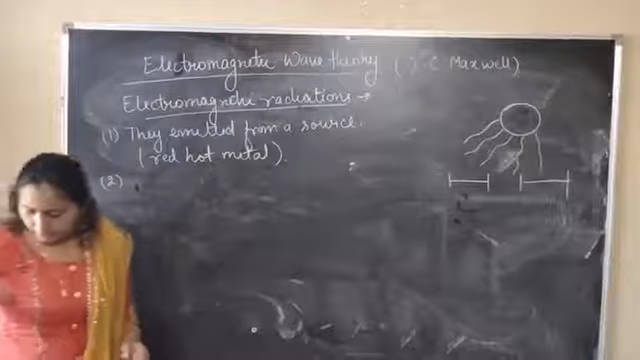 Electromagnetic Wave theory (J.C Maxwell)
Electromagnetic radiations →
(1) They emitted from a source.
(red hot metal).
(2)